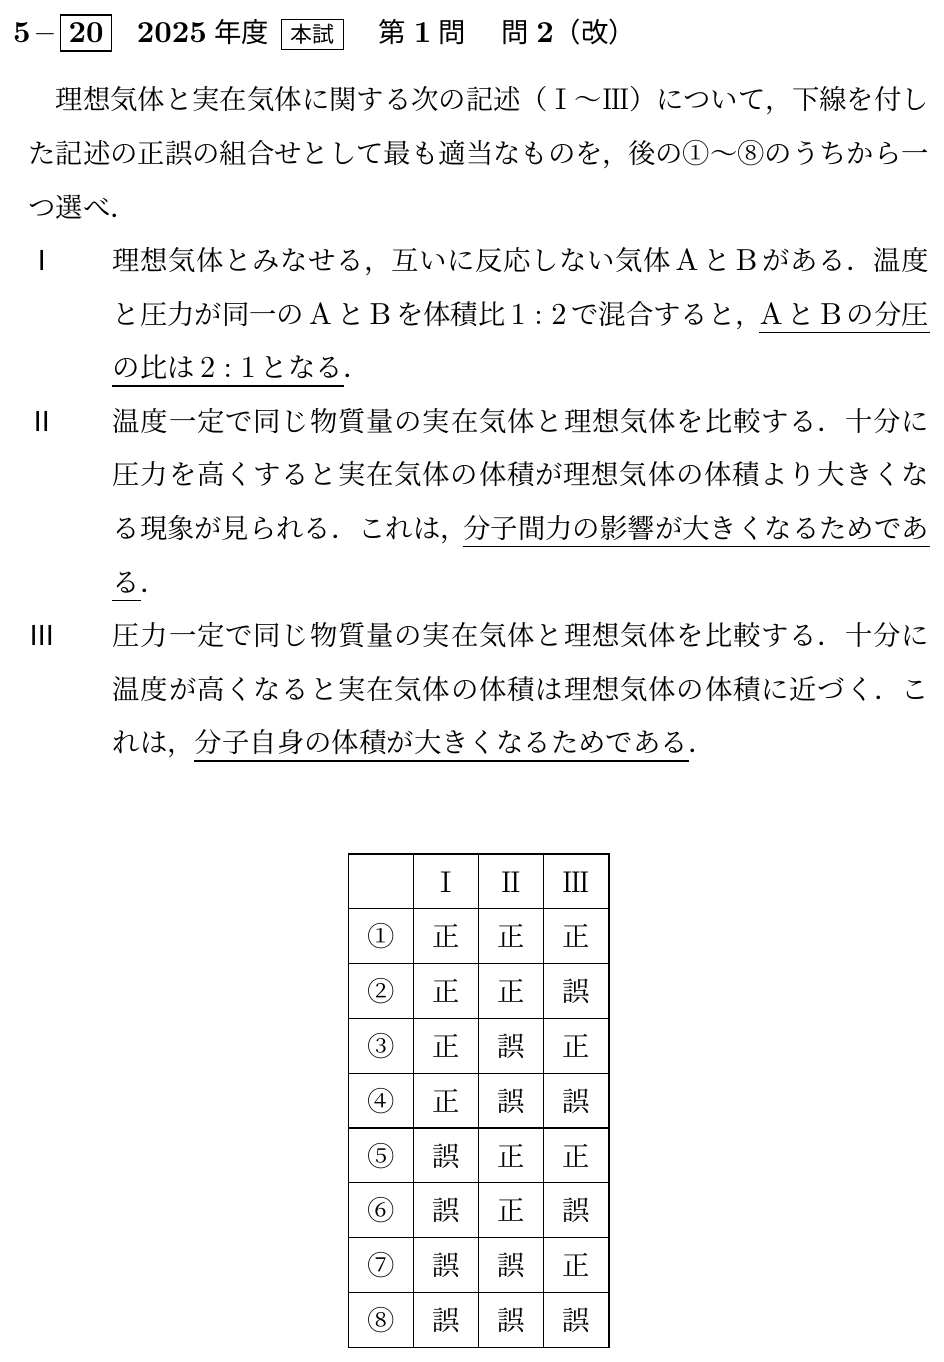 5–20 2025 年度 本試 第 1 問 問 2（改）
理想気体と実在気体に関する次の記述（Ⅰ～Ⅲ）について，下線を付し
た記述の正誤の組合せとして最も適当なものを，後の①～⑧のうちから一
つ選べ．
Ⅰ 理想気体とみなせる，互いに反応しない気体 A と B がある．温度
と圧力が同一の A と B を体積比 1 : 2 で混合すると，A と B の分圧
の比は 2 : 1 となる．
Ⅱ 温度一定で同じ物質量の実在気体と理想気体を比較する．十分に
圧力を高くすると実在気体の体積が理想気体の体積より大きくな
る現象が見られる．これは，分子間力の影響が大きくなるためであ
る．
Ⅲ 圧力一定で同じ物質量の実在気体と理想気体を比較する．十分に
温度が高くなると実在気体の体積は理想気体の体積に近づく．こ
れは，分子自身の体積が大きくなるためである．
Ⅰ Ⅱ Ⅲ
① 正 正 正
② 正 正 誤
③ 正 誤 正
④ 正 誤 誤
⑤ 誤 正 正
⑥ 誤 正 誤
⑦ 誤 誤 正
⑧ 誤 誤 誤